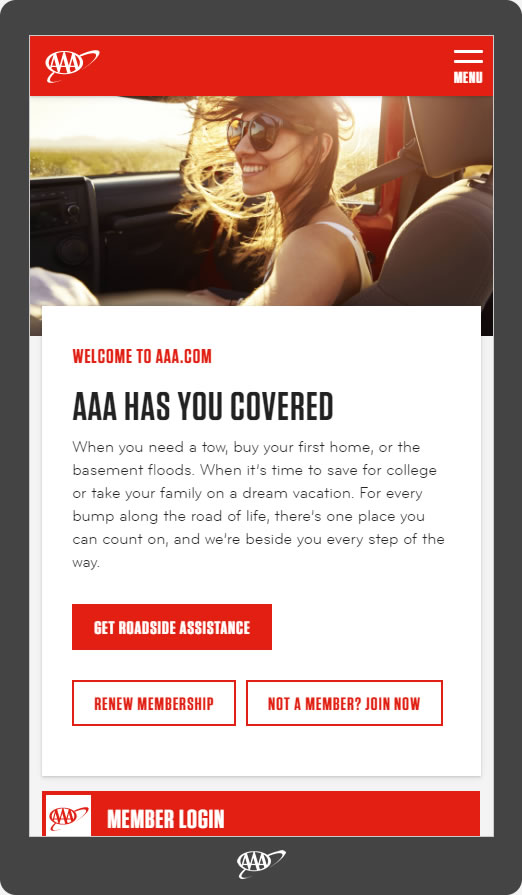 AAA
MENU
WELCOME TO AAA.COM
AAA HAS YOU COVERED
When you need a tow, buy your first home, or the
basement floods. When it's time to save for college
or take your family on a dream vacation. For every
bump along the road of life, there's one place you
can count on, and we're beside you every step of the
way.
GET ROADSIDE ASSISTANCE
RENEW MEMBERSHIP
NOT A MEMBER? JOIN NOW
AAA
MEMBER LOGIN
AAA